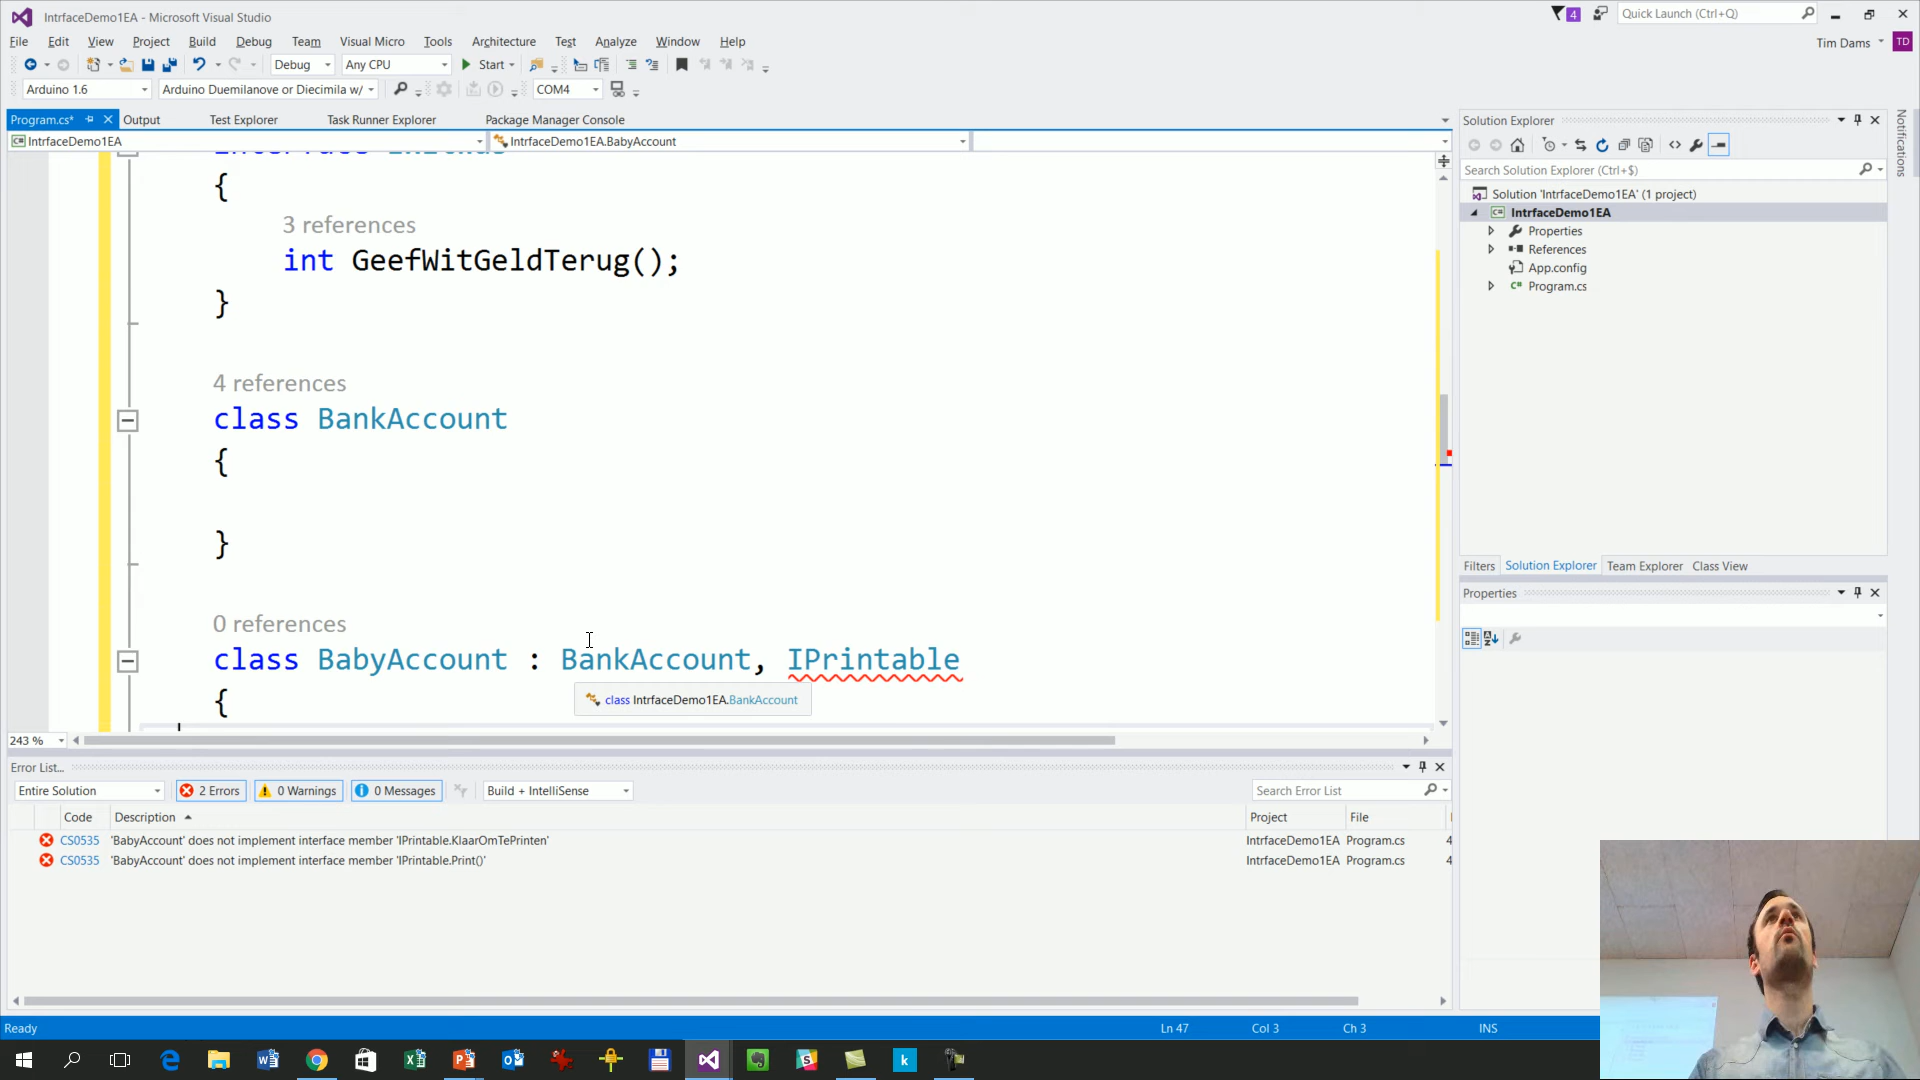 IntrfaceDemo1EA - Microsoft Visual Studio
4
Quick Launch (Ctrl+Q)
File Edit View Project Build Debug Team Visual Micro Tools Architecture Test Analyze Window Help
Tim Dams
TD
Debug
Any CPU
Start
Arduino 1.6
Arduino Duemilanove or Diecimila w/
COM4
Program.cs*
Output
Test Explorer
Task Runner Explorer
Package Manager Console
IntrfaceDemo1EA
IntrfaceDemo1EA.BabyAccount
{
3 references
int GeefWitGeldTerug();
}
4 references
class BankAccount
{
}
0 references
class BabyAccount : BankAccount, IPrintable
{
class IntrfaceDemo1EA.BankAccount
243 %
Solution Explorer
Search Solution Explorer (Ctrl+$)
Solution 'IntrfaceDemo1EA' (1 project)
IntrfaceDemo1EA
Properties
References
App.config
Program.cs
Filters Solution Explorer Team Explorer Class View
Properties
Notifications
Error List...
Entire Solution
2 Errors
0 Warnings
0 Messages
Build + IntelliSense
Search Error List
Code Description Project File
CS0535 'BabyAccount' does not implement interface member 'IPrintable.KlaarOmTePrinten' IntrfaceDemo1EA Program.cs 4
CS0535 'BabyAccount' does not implement interface member 'IPrintable.Print()' IntrfaceDemo1EA Program.cs 4
Ready
Ln 47 Col 3 Ch 3 INS